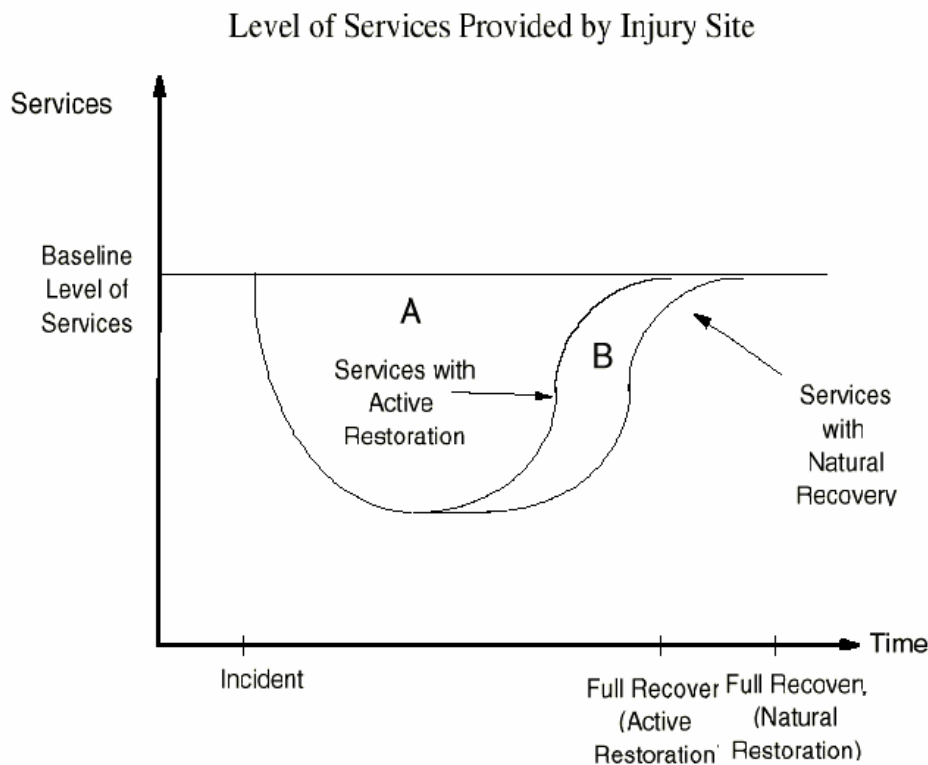 Level of Services Provided by Injury Site
Services
Baseline
Level of
Services
A
B
Services with
Active
Restoration
Services
with
Natural
Recovery
Time
Incident
Full Recover
(Active
Restoration
Full Recovery
(Natural
Restoration)